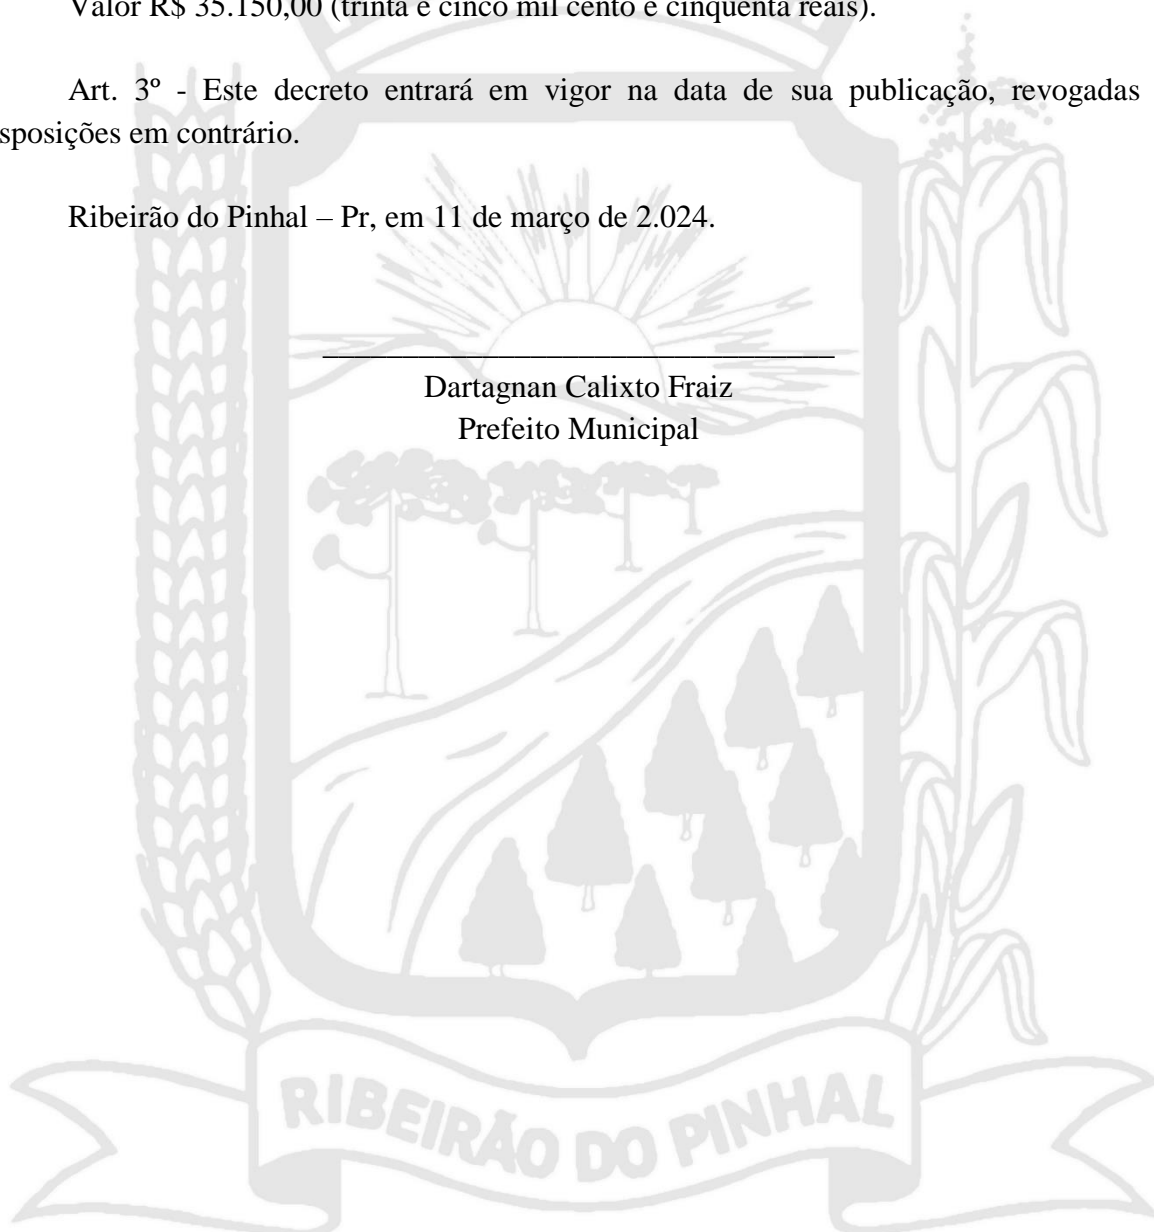 Valor R$ 35.150,00 (trinta e cinco mil cento e cinquenta reais).
Art. 3º - Este decreto entrará em vigor na data de sua publicação, revogadas
sposições em contrário.
Ribeirão do Pinhal – Pr, em 11 de março de 2.024.
Dartagnan Calixto Fraiz
Prefeito Municipal
RIBEIRÃO DO PINHAL